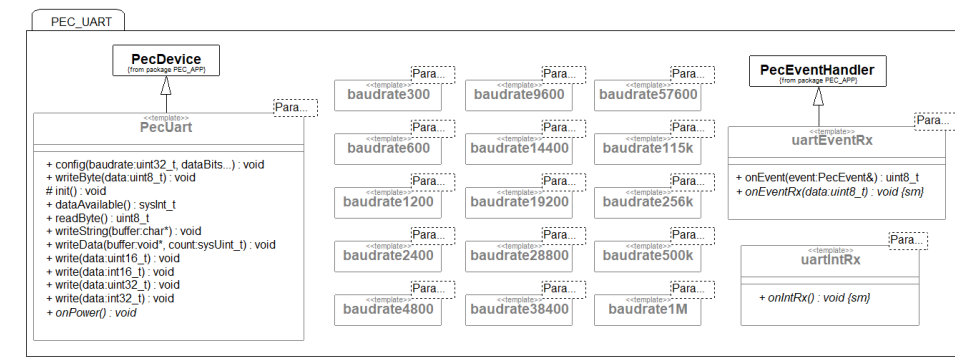 PEC_UART
PecDevice
{from package PEC_APP}
Para...
<<template>>
PecUart
+ config(baudrate:uint32_t, dataBits...) : void
+ writeByte(data:uint8_t) : void
# init() : void
+ dataAvailable() : sysInt_t
+ readByte() : uint8_t
+ writeString(buffer:char*) : void
+ writeData(buffer:void*, count:sysUint_t) : void
+ write(data:uint16_t) : void
+ write(data:int16_t) : void
+ write(data:uint32_t) : void
+ write(data:int32_t) : void
+ onPower() : void
Para...
<<template>>
baudrate300
Para...
<<template>>
baudrate9600
Para...
<<template>>
baudrate57600
Para...
<<template>>
baudrate600
Para...
<<template>>
baudrate14400
Para...
<<template>>
baudrate115k
Para...
<<template>>
baudrate1200
Para...
<<template>>
baudrate19200
Para...
<<template>>
baudrate256k
Para...
<<template>>
baudrate2400
Para...
<<template>>
baudrate28800
Para...
<<template>>
baudrate500k
Para...
<<template>>
baudrate4800
Para...
<<template>>
baudrate38400
Para...
<<template>>
baudrate1M
PecEventHandler
{from package PEC_APP}
Para...
<<template>>
uartEventRx
+ onEvent(event:PecEvent&) : uint8_t
+ onEventRx(data:uint8_t) : void {sm}
Para...
<<template>>
uartIntRx
+ onIntRx() : void {sm}